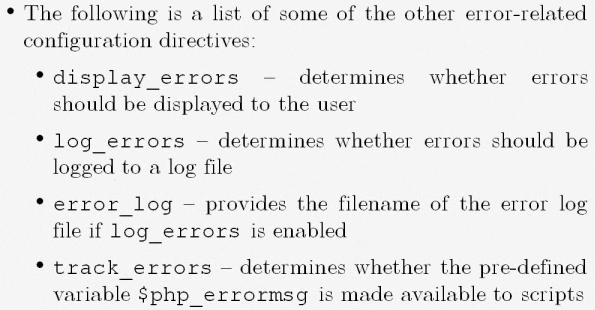 • The following is a list of some of the other error-related
configuration directives:
• display_errors – determines whether errors
should be displayed to the user
• log_errors – determines whether errors should be
logged to a log file
• error_log – provides the filename of the error log
file if log_errors is enabled
• track_errors – determines whether the pre-defined
variable $php_errormsg is made available to scripts